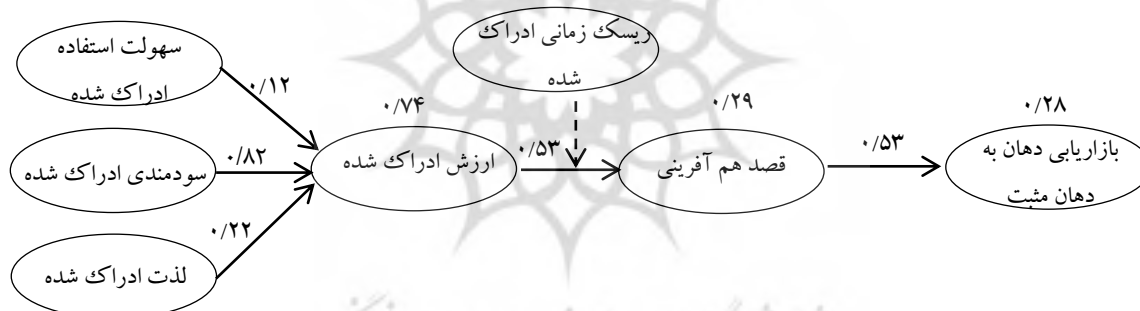 ریسک زمانی ادراک
شده
سهولت استفاده
ادراک شده
۰/۱۲
۰/۷۴
۰/۲۹
۰/۲۸
سودمندی ادراک شده
۰/۸۲
ارزش ادراک شده
۰/۵۳
قصد هم آفرینی
۰/۵۳
بازاریابی دهان به
دهان مثبت
۰/۲۲
لذت ادراک شده